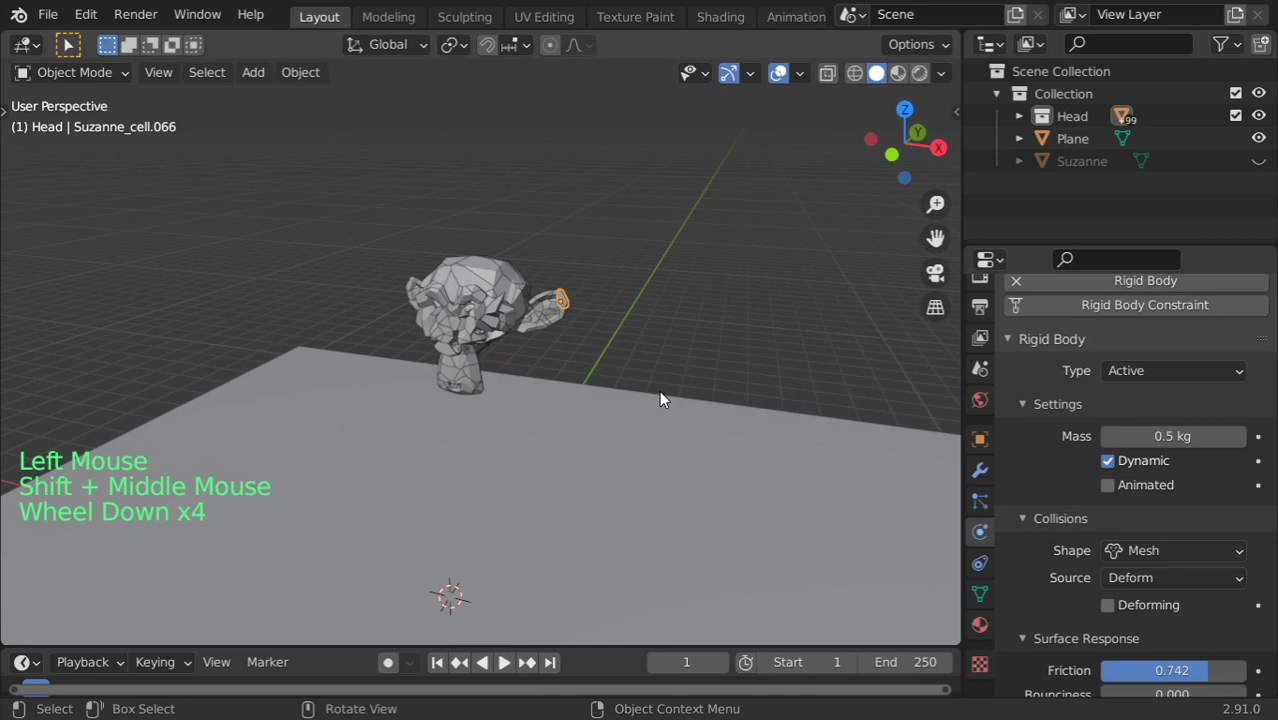 File Edit Render Window Help Layout Modeling Sculpting UV Editing Texture Paint Shading Animation Scene View Layer
Global Options
Object Mode View Select Add Object
User Perspective
(1) Head | Suzanne_cell.066
Z
Y
X
Scene Collection
Collection
Head +99
Plane
Suzanne
Rigid Body
Rigid Body Constraint
Rigid Body
Type Active
Settings
Mass 0.5 kg
Dynamic
Animated
Collisions
Shape Mesh
Source Deform
Deforming
Surface Response
Friction 0.742
Bounciness 0.000
Left Mouse
Shift + Middle Mouse
Wheel Down x4
Playback Keying View Marker 1 Start 1 End 250
Select Box Select Rotate View Object Context Menu 2.91.0